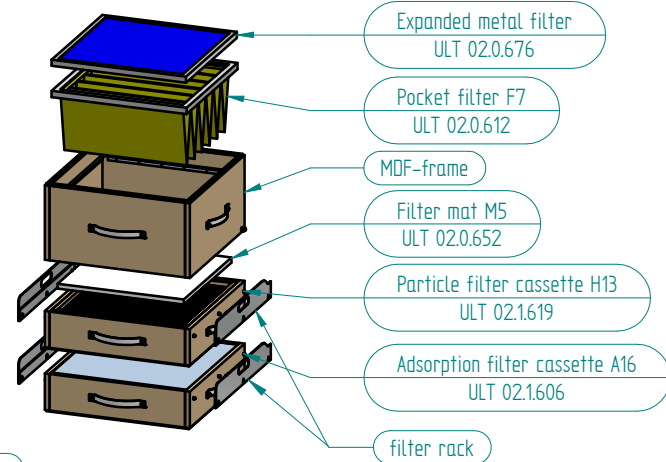 Expanded metal filter
ULT 02.0.676
Pocket filter F7
ULT 02.0.612
MDF-frame
Filter mat M5
ULT 02.0.652
Particle filter cassette H13
ULT 02.1.619
Adsorption filter cassette A16
ULT 02.1.606
filter rack